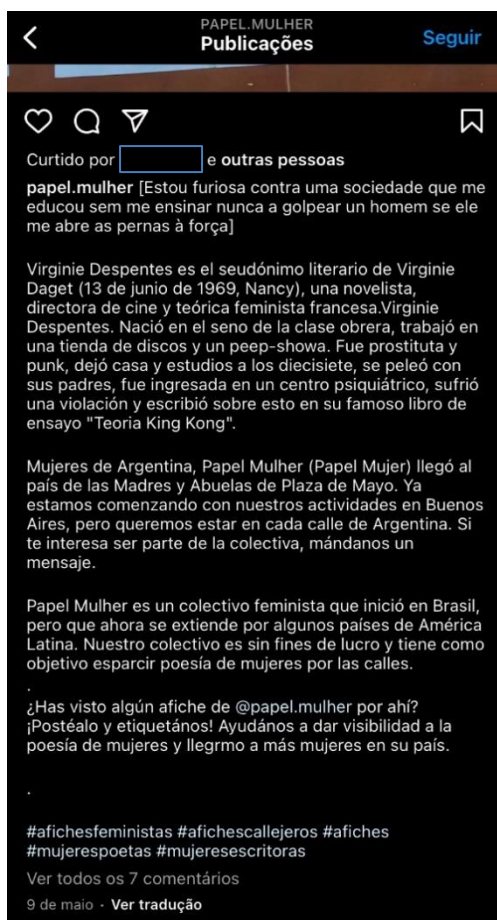 PAPEL.MULHER
Publicações
Seguir
Curtido por e outras pessoas
papel.mulher [Estou furiosa contra uma sociedade que me
educou sem me ensinar nunca a golpear un homem se ele
me abre as pernas à força]
Virginie Despentes es el seudónimo literario de Virginie
Daget (13 de junio de 1969, Nancy), una novelista,
directora de cine y teórica feminista francesa.Virginie
Despentes. Nació en el seno de la clase obrera, trabajó en
una tienda de discos y un peep-showa. Fue prostituta y
punk, dejó casa y estudios a los diecisiete, se peleó con
sus padres, fue ingresada en un centro psiquiátrico, sufrió
una violación y escribió sobre esto en su famoso libro de
ensayo "Teoria King Kong".
Mujeres de Argentina, Papel Mulher (Papel Mujer) llegó al
país de las Madres y Abuelas de Plaza de Mayo. Ya
estamos comenzando con nuestros actividades en Buenos
Aires, pero queremos estar en cada calle de Argentina. Si
te interesa ser parte de la colectiva, mándanos un
mensaje.
Papel Mulher es un colectivo feminista que inició en Brasil,
pero que ahora se extiende por algunos países de América
Latina. Nuestro colectivo es sin fines de lucro y tiene como
objetivo esparcir poesía de mujeres por las calles.
.
¿Has visto algún afiche de @papel.mulher por ahí?
¡Postéalo y etiquetános! Ayudános a dar visibilidad a la
poesía de mujeres y llegrmo a más mujeres en su país.
.
#afichesfeministas #afichescallejeros #afiches
#mujerespoetas #mujeresescritoras
Ver todos os 7 comentários
9 de maio · Ver tradução